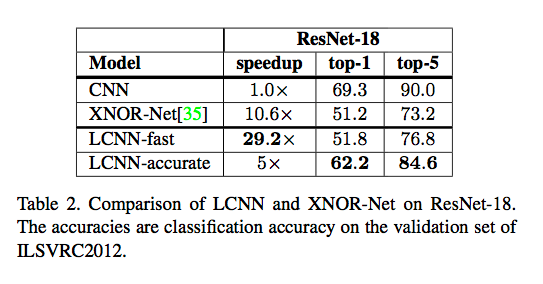 ResNet-18
Model speedup top-1 top-5
CNN 1.0× 69.3 90.0
XNOR-Net[35] 10.6× 51.2 73.2
LCNN-fast 29.2× 51.8 76.8
LCNN-accurate 5× 62.2 84.6
Table 2. Comparison of LCNN and XNOR-Net on ResNet-18.
The accuracies are classification accuracy on the validation set of
ILSVRC2012.